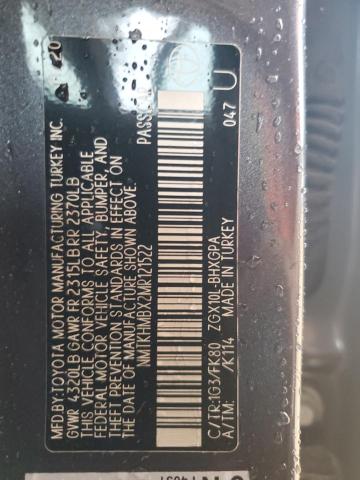 MFD.BY:TOYOTA MOTOR MANUFACTURING TURKEY INC. 20
GVWR 4320LB GAWR FR 2315LB RR 2370LB
THIS VEHICLE CONFORMS TO ALL APPLICABLE
FEDERAL MOTOR VEHICLE SAFETY, BUMPER, AND
THEFT PREVENTION STANDARDS IN EFFECT ON
THE DATE OF MANUFACTURE SHOWN ABOVE.
NMTKHMBX2MR121522 PASSE
C/TR:1G3/FK80 ZGX10L-BHXGPA 047 U
A/TM: /K114 MADE IN TURKEY